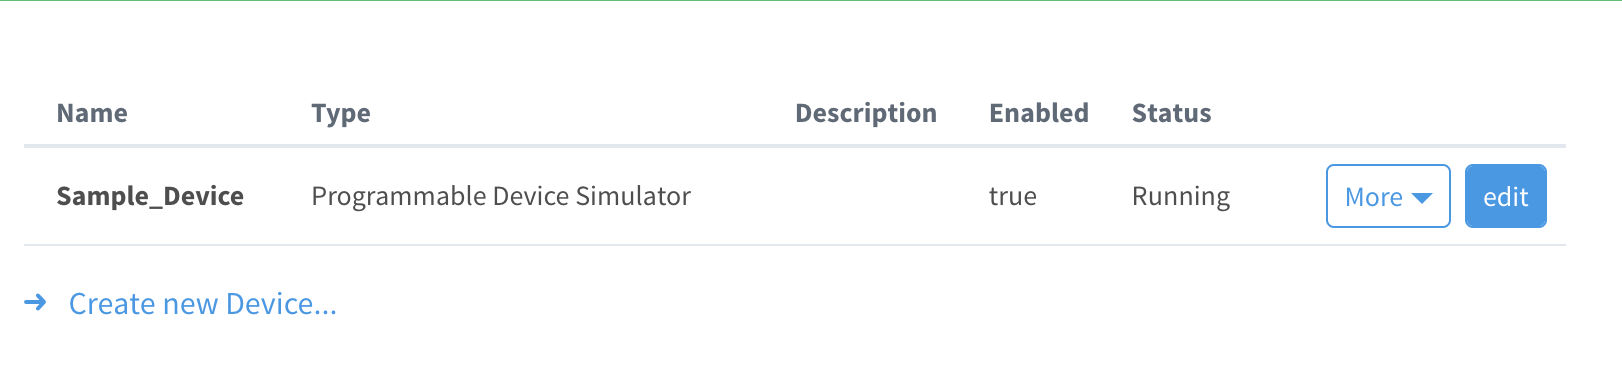 Name Type Description Enabled Status
Sample_Device Programmable Device Simulator true Running More edit
Create new Device...